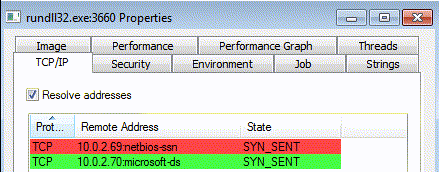 rundll32.exe:3660 Properties
Image Performance Performance Graph Threads
TCP/IP Security Environment Job Strings
Resolve addresses
Prot... Remote Address State
TCP 10.0.2.69:netbios-ssn SYN_SENT
TCP 10.0.2.70:microsoft-ds SYN_SENT